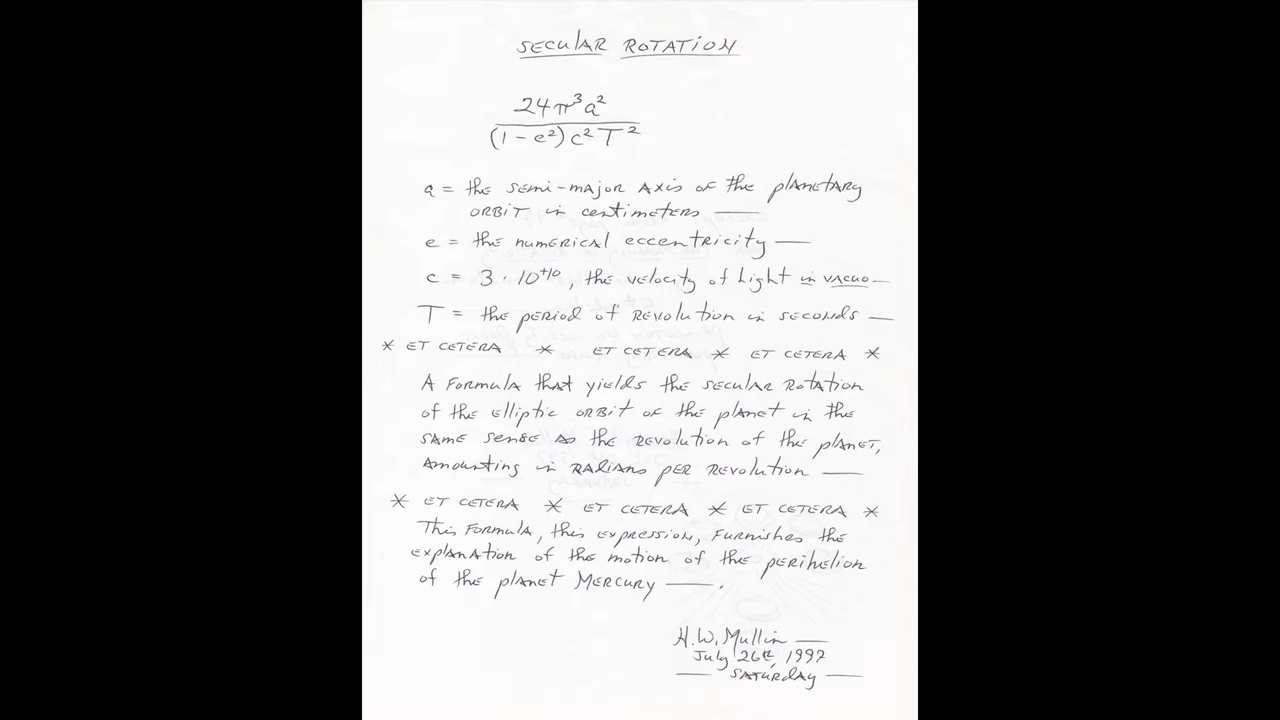 SECULAR ROTATION
24π³a²
(1 - e²) c² T²
a = the semi-major axis of the planetary
orbit in centimeters —
e = the numerical eccentricity —
c = 3 · 10⁺¹⁰, the velocity of light in vacuo —
T = the period of revolution in seconds —
* ET CETERA * ET CETERA * ET CETERA *
A formula that yields the secular rotation
of the elliptic orbit of the planet in the
same sense as the revolution of the planet,
amounting in radians per revolution —
* ET CETERA * ET CETERA * ET CETERA *
This formula, this expression, furnishes the
explanation of the motion of the perihelion
of the planet Mercury —.
H.W. Mullin —
July 26th, 1997
— Saturday —